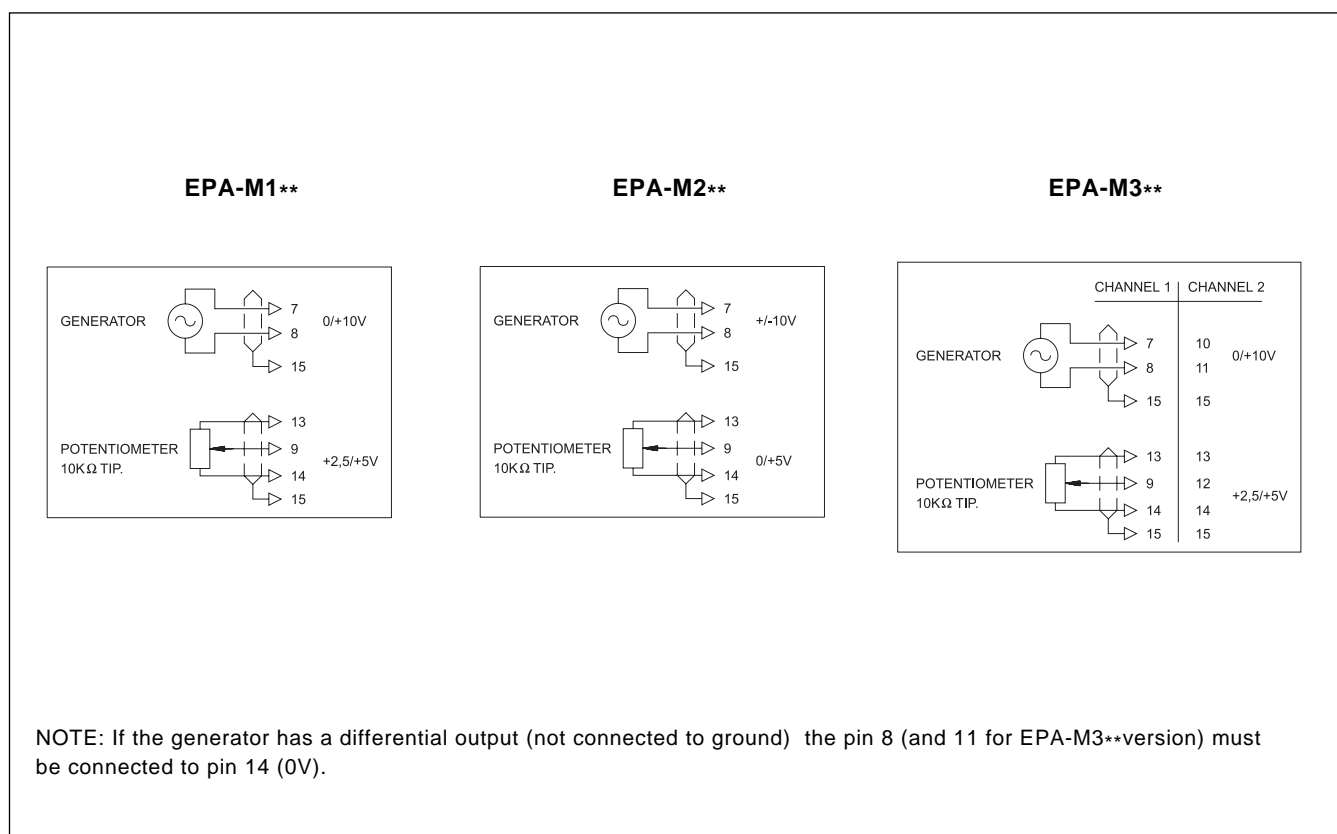 EPA-M1**
GENERATOR
7
8
0/+10V
15
POTENTIOMETER
10KΩ TIP.
13
9
14
15
+2,5/+5V
EPA-M2**
GENERATOR
7
8
+/-10V
15
POTENTIOMETER
10KΩ TIP.
13
9
14
15
0/+5V
EPA-M3**
CHANNEL 1 CHANNEL 2
GENERATOR
7 10
8 11
0/+10V
15 15
POTENTIOMETER
10KΩ TIP.
13 13
9 12
14 14
+2,5/+5V
15 15
NOTE: If the generator has a differential output (not connected to ground) the pin 8 (and 11 for EPA-M3**version) must
be connected to pin 14 (0V).